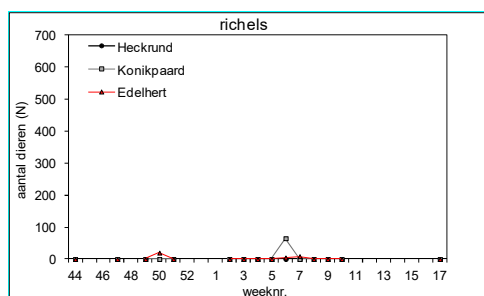 richels
700
600
500
400
300
200
100
0
aantal dieren (N)
Heckrund
Konikpaard
Edelhert
44 46 48 50 52 1 3 5 7 9 11 13 15 17
weeknr.